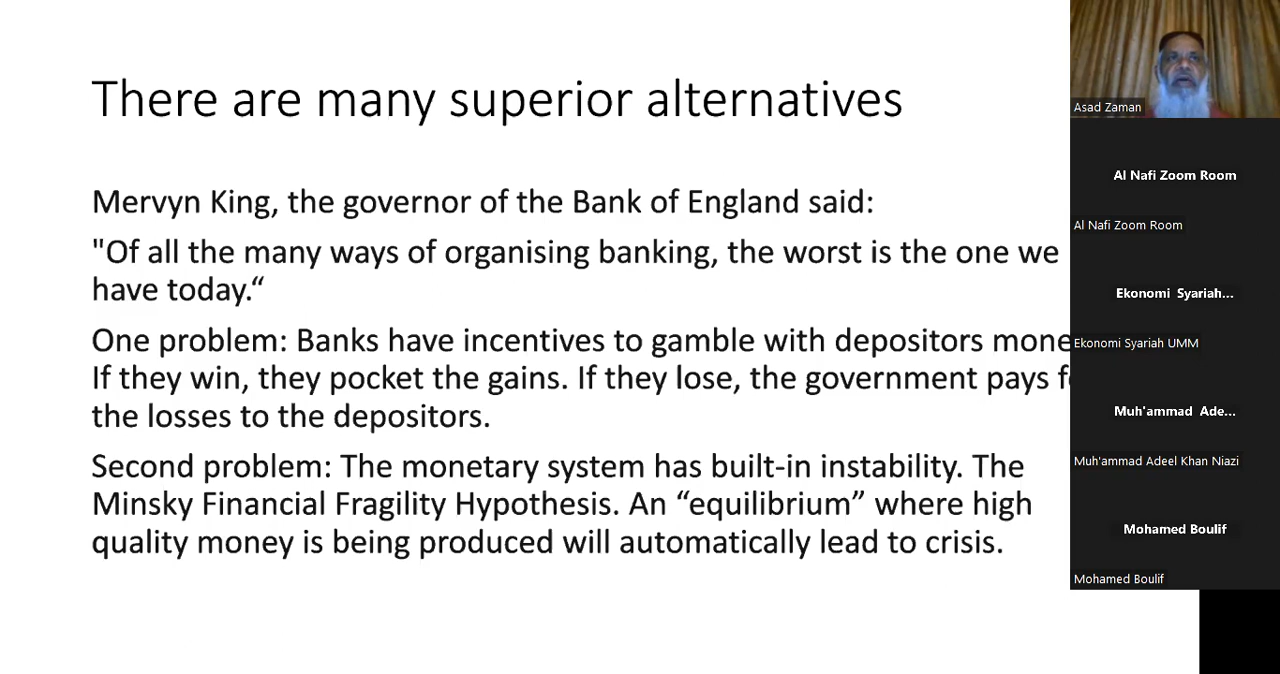 There are many superior alternatives
Mervyn King, the governor of the Bank of England said:
"Of all the many ways of organising banking, the worst is the one we
have today.“
One problem: Banks have incentives to gamble with depositors mone
If they win, they pocket the gains. If they lose, the government pays f
the losses to the depositors.
Second problem: The monetary system has built-in instability. The
Minsky Financial Fragility Hypothesis. An “equilibrium” where high
quality money is being produced will automatically lead to crisis.
Asad Zaman
Al Nafi Zoom Room
Al Nafi Zoom Room
Ekonomi Syariah...
Ekonomi Syariah UMM
Muh'ammad Ade...
Muh'ammad Adeel Khan Niazi
Mohamed Boulif
Mohamed Boulif